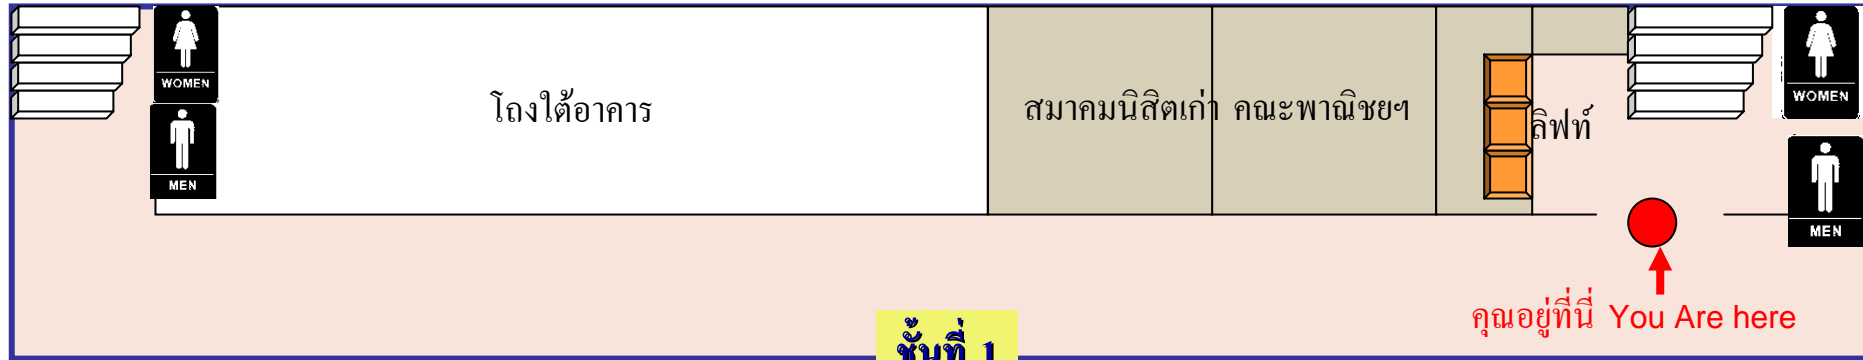 WOMEN
MEN
โถงใต้อาคาร
สมาคมนิสิตเก่า คณะพาณิชยฯ
ลิฟท์
WOMEN
MEN
คุณอยู่ที่นี่ You Are here
ชั้นที่ 1